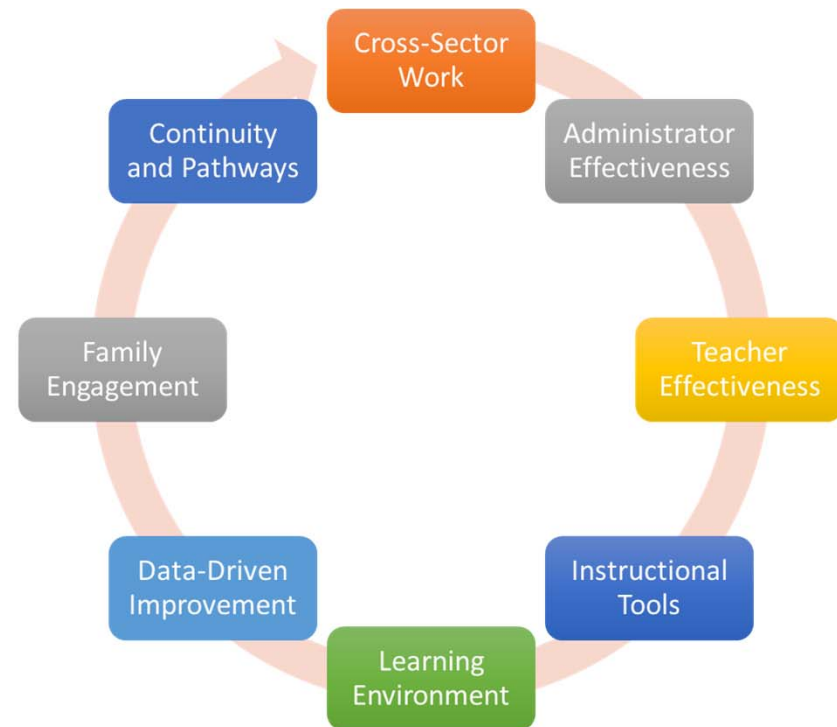 Cross-Sector
Work
Administrator
Effectiveness
Teacher
Effectiveness
Instructional
Tools
Learning
Environment
Data-Driven
Improvement
Family
Engagement
Continuity
and Pathways